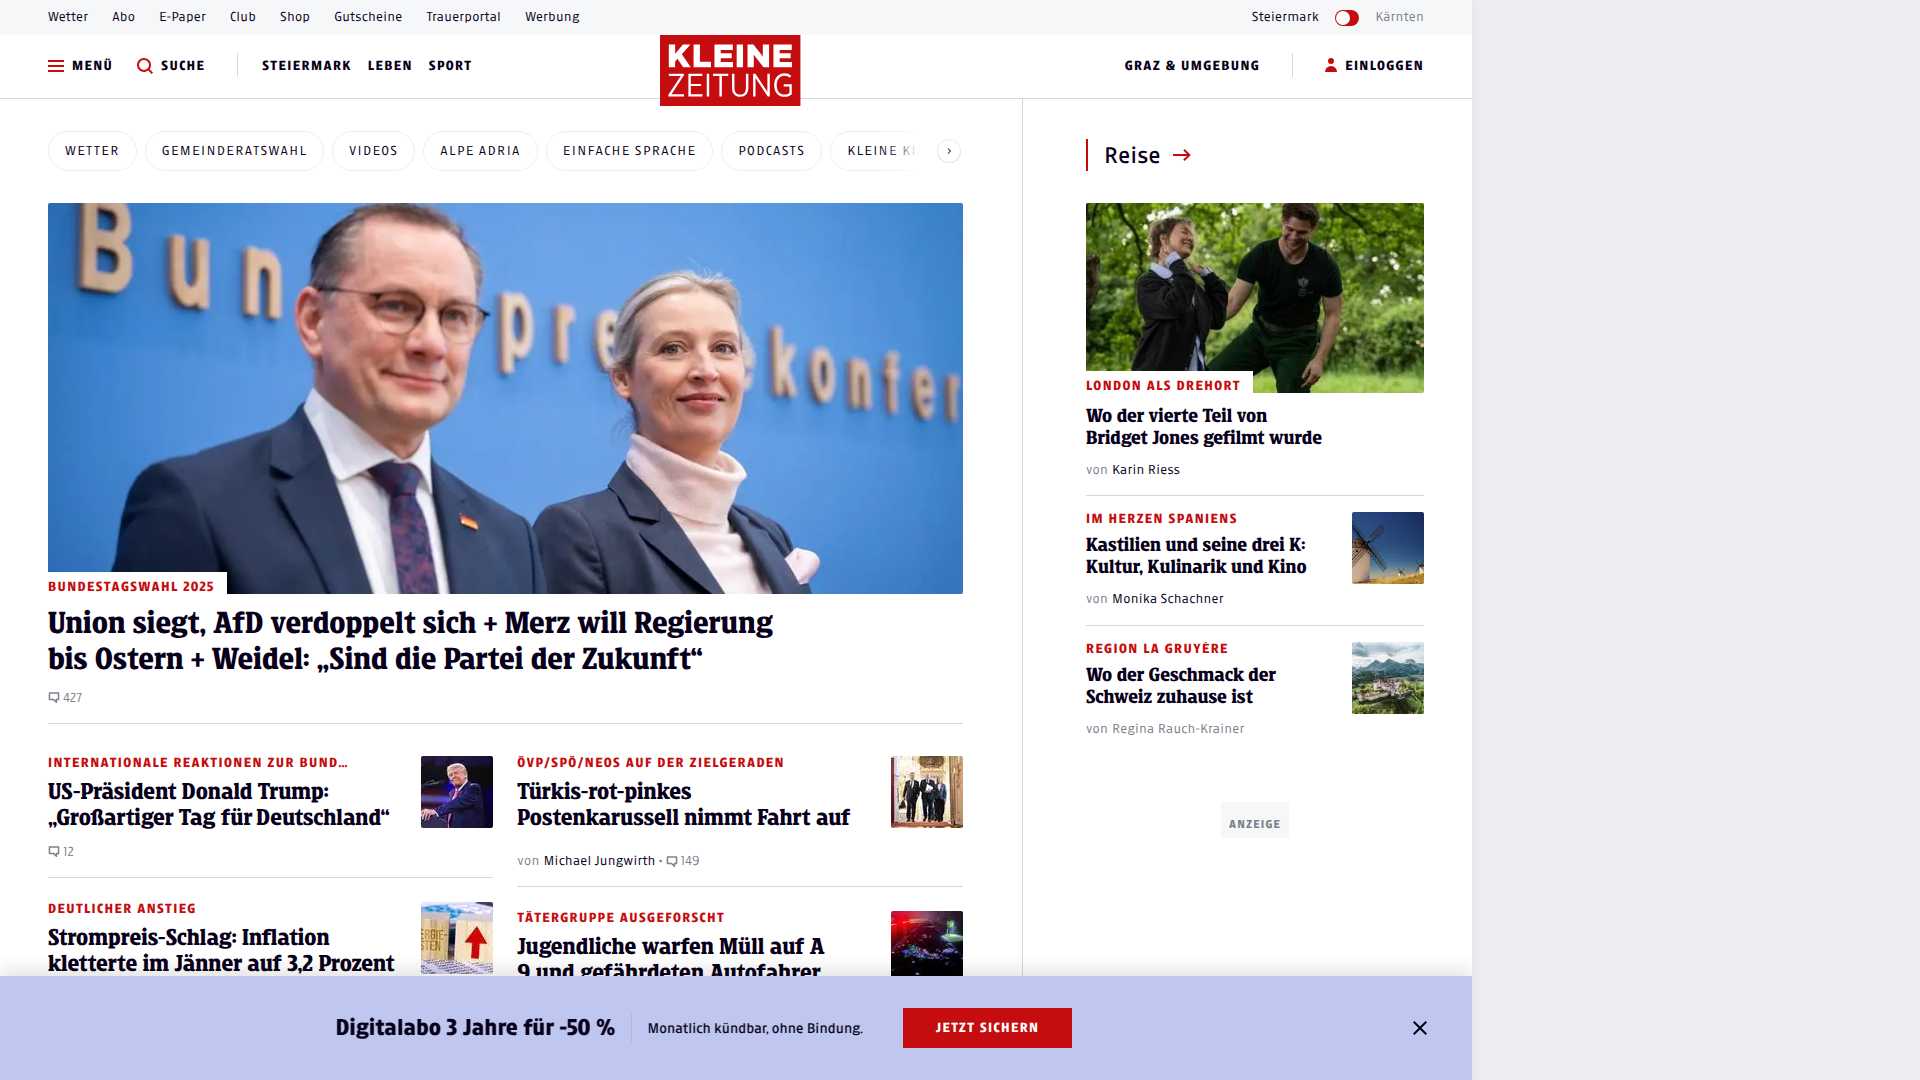 Wetter Abo E-Paper Club Shop Gutscheine Trauerportal Werbung
Steiermark Kärnten
MENÜ SUCHE STEIERMARK LEBEN SPORT
KLEINE
ZEITUNG
GRAZ & UMGEBUNG EINLOGGEN
WETTER GEMEINDERATSWAHL VIDEOS ALPE ADRIA EINFACHE SPRACHE PODCASTS KLEINE
Bundespressekonfer
BUNDESTAGSWAHL 2025
Union siegt, AfD verdoppelt sich + Merz will Regierung
bis Ostern + Weidel: „Sind die Partei der Zukunft“
427
INTERNATIONALE REAKTIONEN ZUR BUND…
US-Präsident Donald Trump:
„Großartiger Tag für Deutschland“
12
DEUTLICHER ANSTIEG
Strompreis-Schlag: Inflation
kletterte im Jänner auf 3,2 Prozent
ÖVP/SPÖ/NEOS AUF DER ZIELGERADEN
Türkis-rot-pinkes
Postenkarussell nimmt Fahrt auf
von Michael Jungwirth • 149
TÄTERGRUPPE AUSGEFORSCHT
Jugendliche warfen Müll auf A
9 und gefährdeten Autofahrer
Reise
LONDON ALS DREHORT
Wo der vierte Teil von
Bridget Jones gefilmt wurde
von Karin Riess
IM HERZEN SPANIENS
Kastilien und seine drei K:
Kultur, Kulinarik und Kino
von Monika Schachner
REGION LA GRUYÈRE
Wo der Geschmack der
Schweiz zuhause ist
von Regina Rauch-Krainer
ANZEIGE
Digitalabo 3 Jahre für -50 %
Monatlich kündbar, ohne Bindung.
JETZT SICHERN